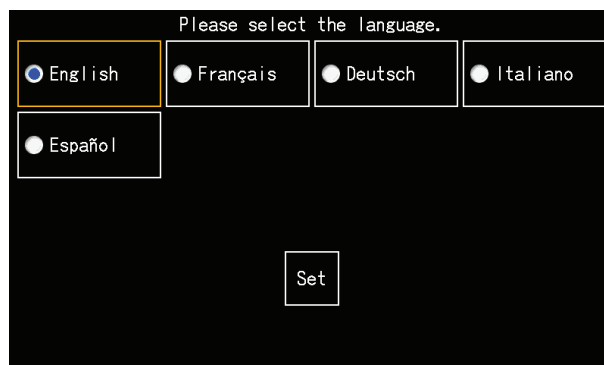 Please select the language.
English Français Deutsch Italiano
Español
Set